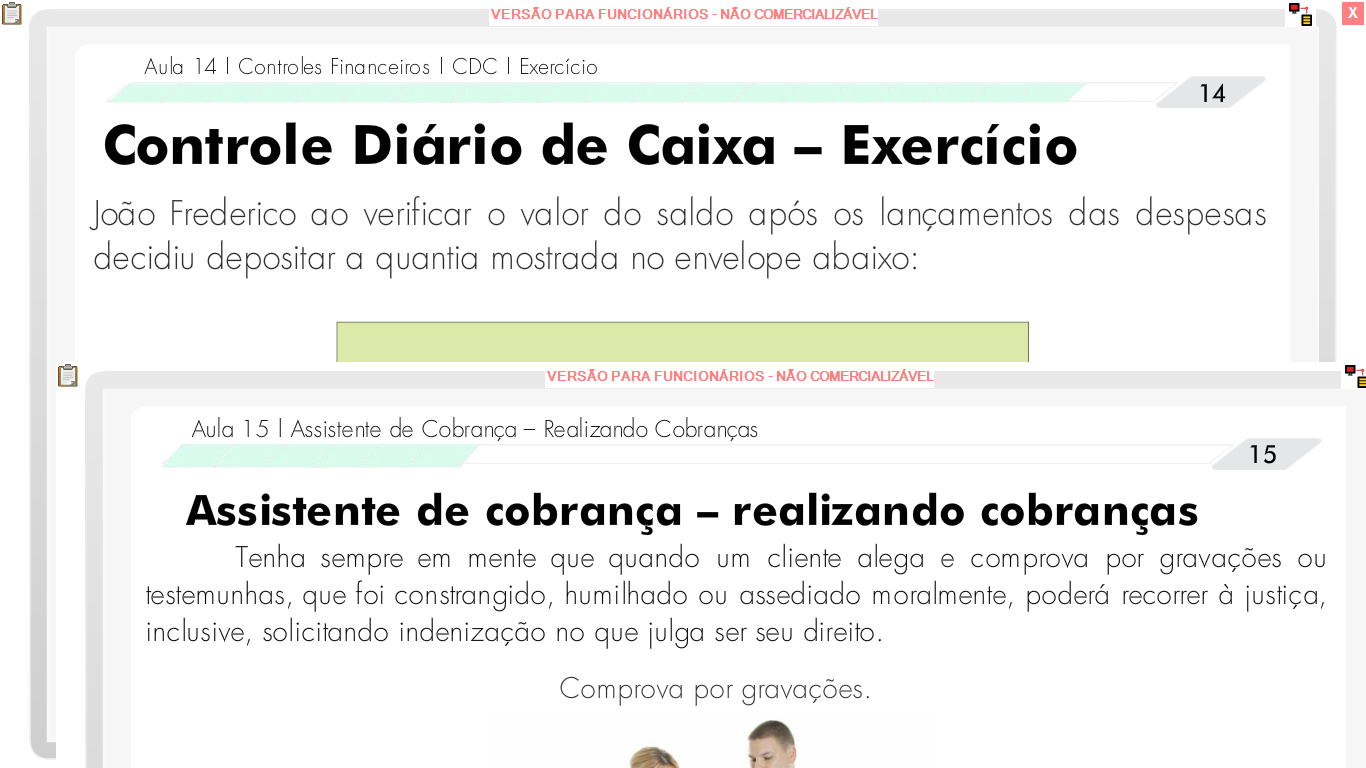 VERSÃO PARA FUNCIONÁRIOS - NÃO COMERCIALIZÁVEL
X
Aula 14 | Controles Financeiros | CDC | Exercício
14
Controle Diário de Caixa – Exercício
João Frederico ao verificar o valor do saldo após os lançamentos das despesas
decidiu depositar a quantia mostrada no envelope abaixo:
VERSÃO PARA FUNCIONÁRIOS - NÃO COMERCIALIZÁVEL
Aula 15 | Assistente de Cobrança – Realizando Cobranças
15
Assistente de cobrança – realizando cobranças
Tenha sempre em mente que quando um cliente alega e comprova por gravações ou
testemunhas, que foi constrangido, humilhado ou assediado moralmente, poderá recorrer à justiça,
inclusive, solicitando indenização no que julga ser seu direito.
Comprova por gravações.